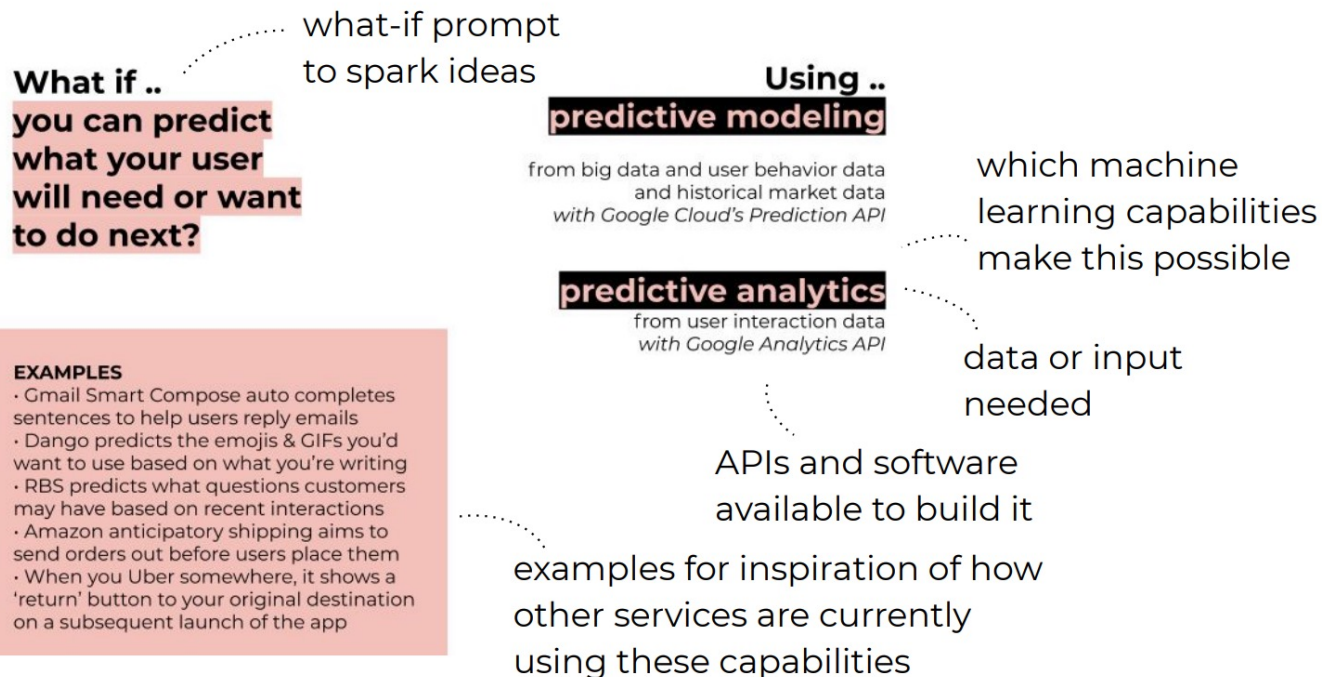 what-if prompt
to spark ideas
What if ..
you can predict
what your user
will need or want
to do next?
Using ..
predictive modeling
from big data and user behavior data
and historical market data
with Google Cloud's Prediction API
which machine
learning capabilities
make this possible
predictive analytics
from user interaction data
with Google Analytics API
data or input
needed
APIs and software
available to build it
EXAMPLES
• Gmail Smart Compose auto completes
sentences to help users reply emails
• Dango predicts the emojis & GIFs you'd
want to use based on what you're writing
• RBS predicts what questions customers
may have based on recent interactions
• Amazon anticipatory shipping aims to
send orders out before users place them
• When you Uber somewhere, it shows a
'return' button to your original destination
on a subsequent launch of the app
examples for inspiration of how
other services are currently
using these capabilities